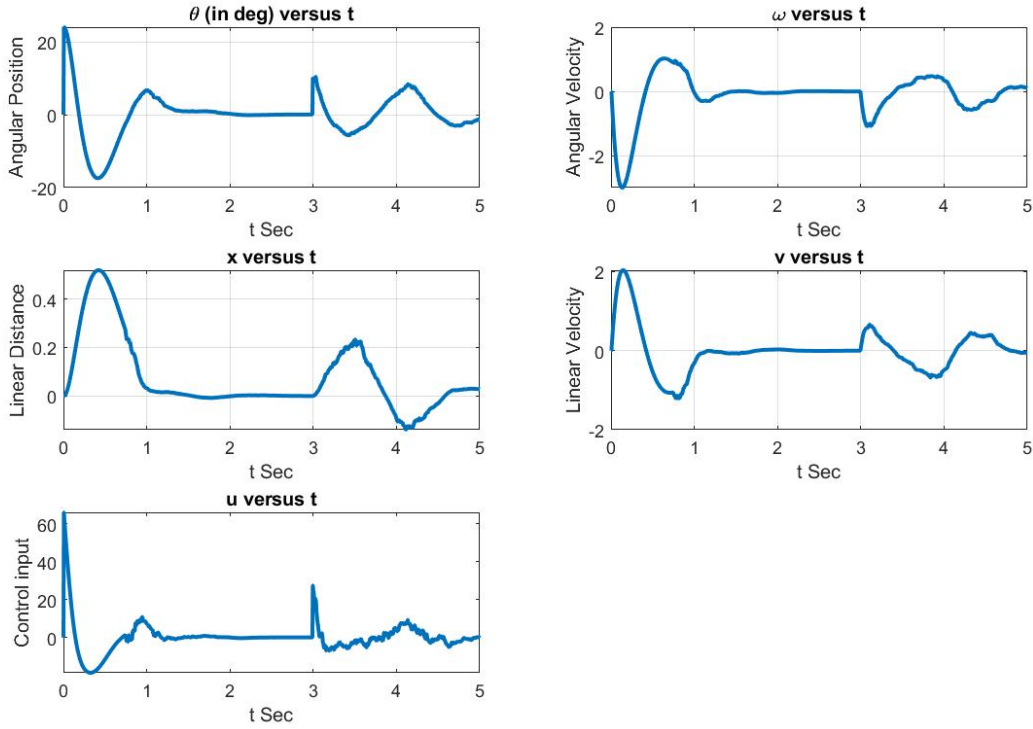 θ (in deg) versus t
Angular Position
20
0
-20
0 1 2 3 4 5
t Sec
ω versus t
Angular Velocity
2
0
-2
0 1 2 3 4 5
t Sec
x versus t
Linear Distance
0.4
0.2
0
0 1 2 3 4 5
t Sec
v versus t
Linear Velocity
2
0
-2
0 1 2 3 4 5
t Sec
u versus t
Control input
60
40
20
0
0 1 2 3 4 5
t Sec